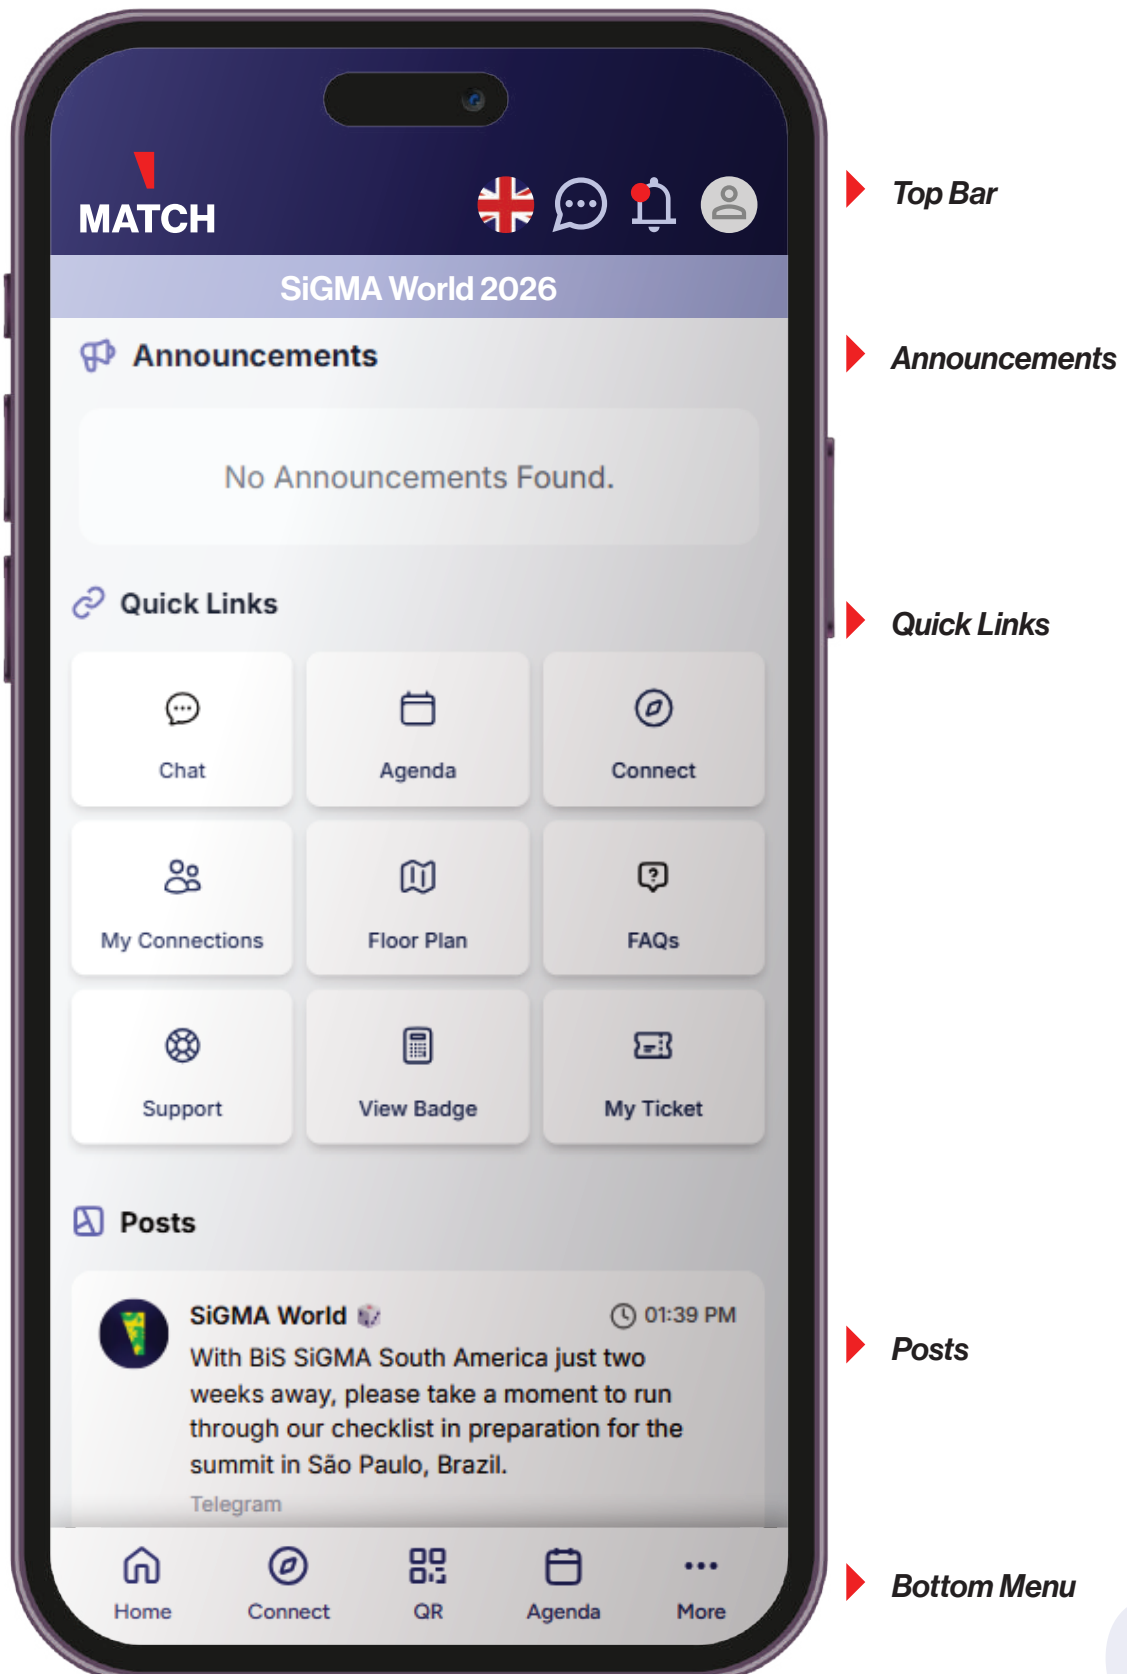 MATCH
Top Bar
SiGMA World 2026
Announcements
Announcements
No Announcements Found.
Quick Links
Quick Links
Chat
Agenda
Connect
My Connections
Floor Plan
FAQs
Support
View Badge
My Ticket
Posts
SiGMA World
01:39 PM
With BiS SiGMA South America just two
weeks away, please take a moment to run
through our checklist in preparation for the
summit in São Paulo, Brazil.
Telegram
Posts
Home
Connect
QR
Agenda
More
Bottom Menu